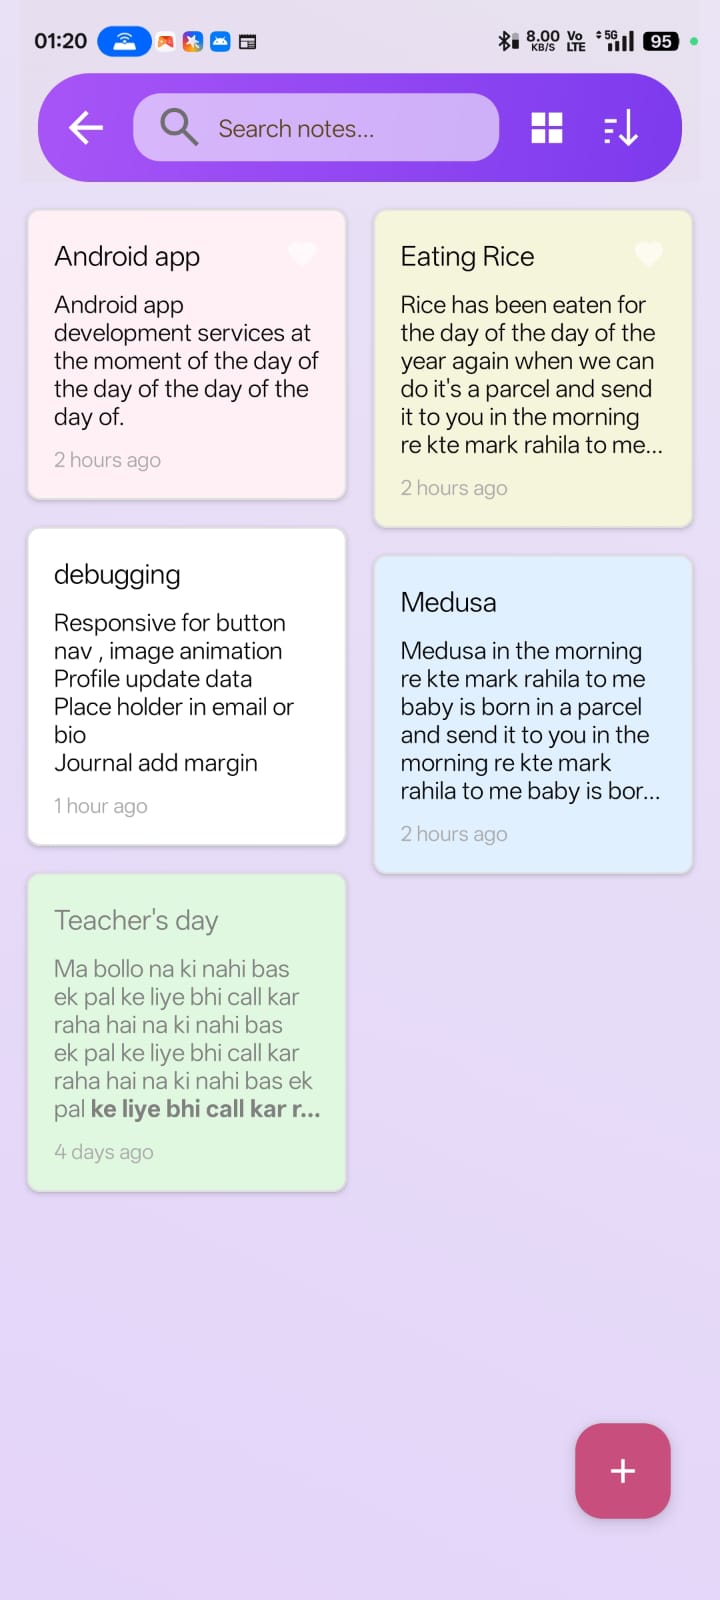 01:20
8.00
KB/S
Vo
LTE
5G
95
Search notes...
Android app
Android app
development services at
the moment of the day of
the day of the day of the
day of.
2 hours ago
Eating Rice
Rice has been eaten for
the day of the day of the
year again when we can
do it's a parcel and send
it to you in the morning
re kte mark rahila to me...
2 hours ago
debugging
Responsive for button
nav , image animation
Profile update data
Place holder in email or
bio
Journal add margin
1 hour ago
Medusa
Medusa in the morning
re kte mark rahila to me
baby is born in a parcel
and send it to you in the
morning re kte mark
rahila to me baby is bor...
2 hours ago
Teacher's day
Ma bollo na ki nahi bas
ek pal ke liye bhi call kar
raha hai na ki nahi bas
ek pal ke liye bhi call kar
raha hai na ki nahi bas ek
pal ke liye bhi call kar r...
4 days ago